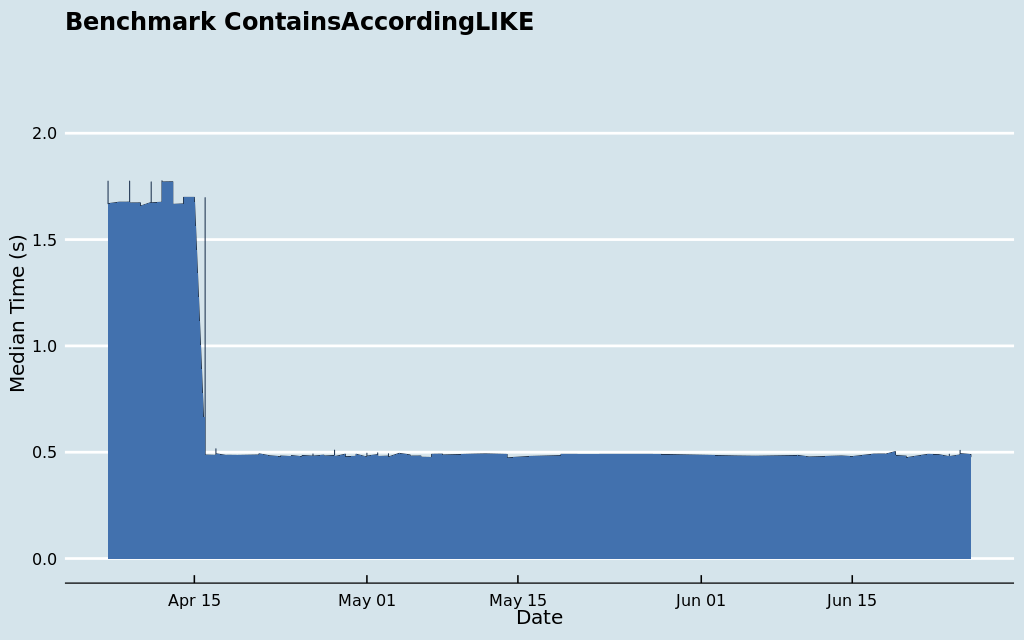 Benchmark ContainsAccordingLIKE
Median Time (s)
2.0
1.5
1.0
0.5
0.0
Apr 15
May 01
May 15
Jun 01
Jun 15
Date